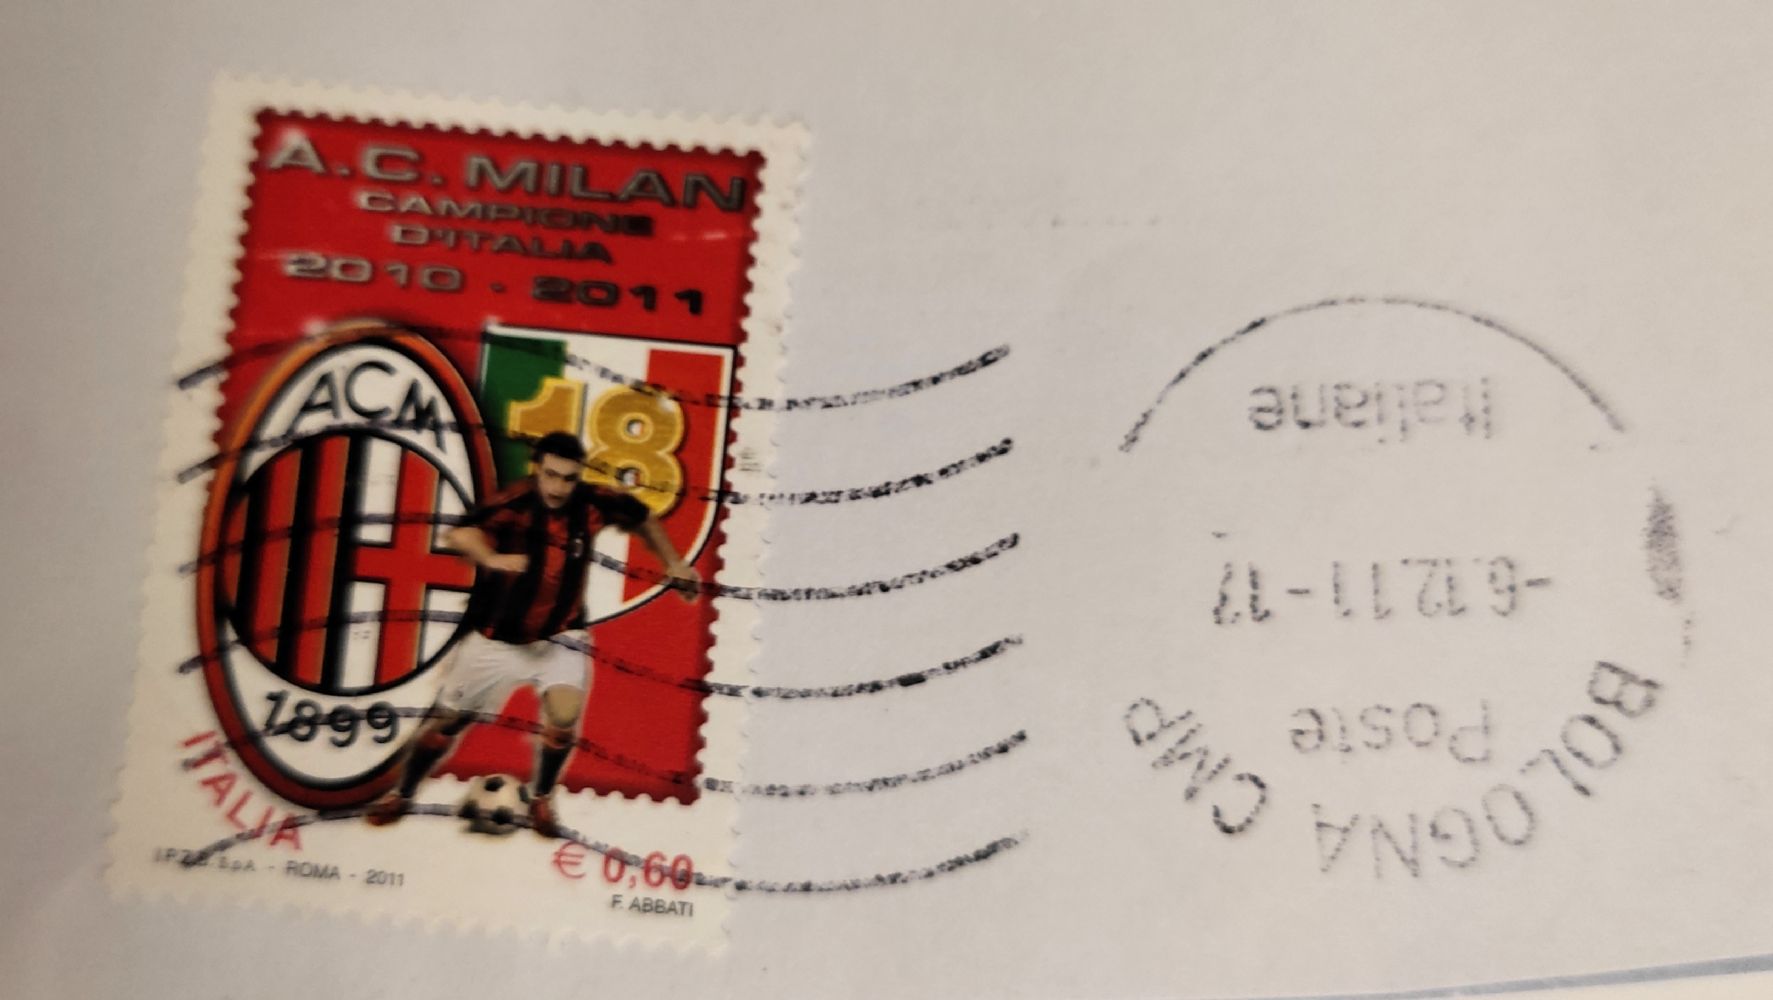 A.C. MILAN
CAMPIONE
D'ITALIA
2010 - 2011
ACM
18
1899
ITALIA
€ 0,60
I.P.Z.S. S.p.A. - ROMA - 2011
F. ABBATI
BOLOGNA CMP
Poste
-6.12.11-12
Italiane